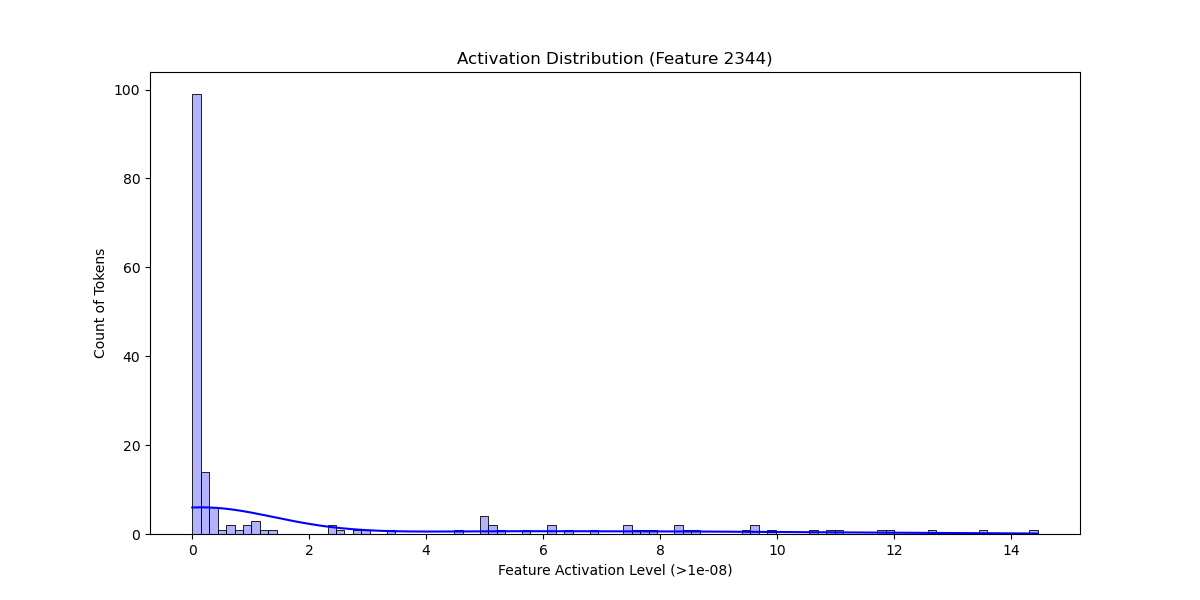 Activation Distribution (Feature 2344)
100
80
60
40
20
0
Count of Tokens
0 2 4 6 8 10 12 14
Feature Activation Level (>1e-08)